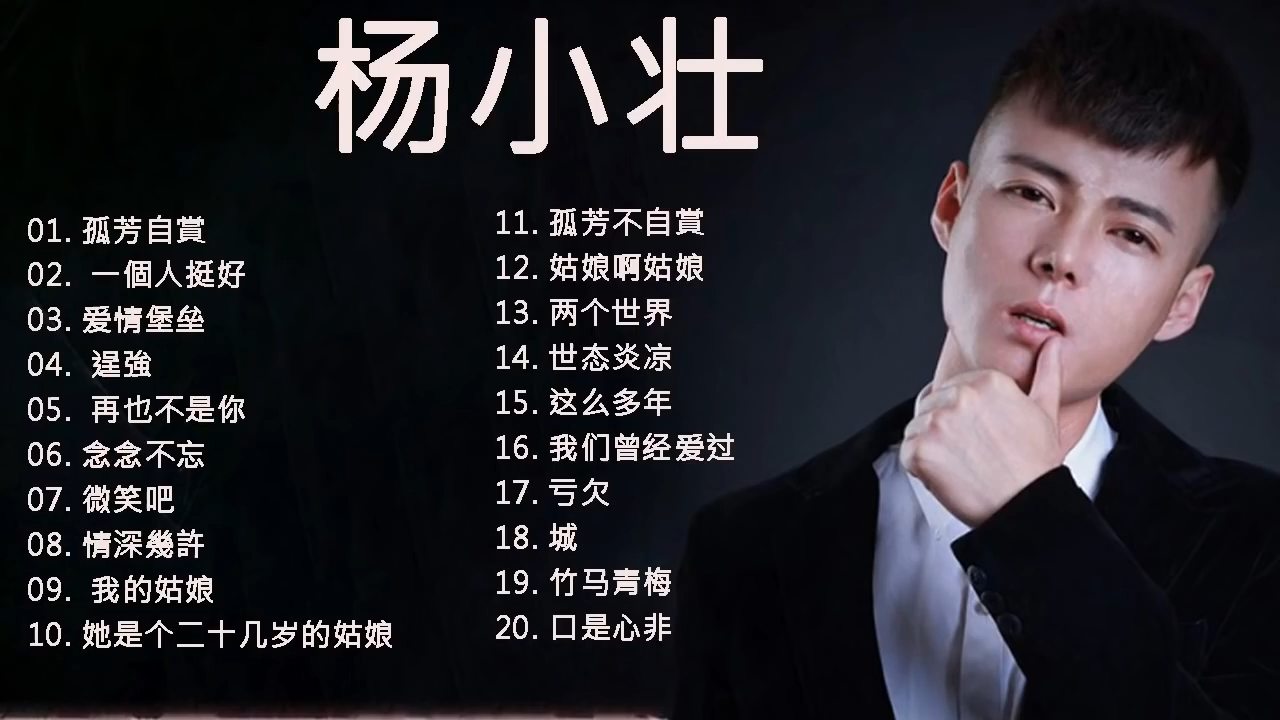 杨小壮
01. 孤芳自賞
02. 一個人挺好
03. 爱情堡垒
04. 逞強
05. 再也不是你
06. 念念不忘
07. 微笑吧
08. 情深幾許
09. 我的姑娘
10. 她是个二十几岁的姑娘
11. 孤芳不自賞
12. 姑娘啊姑娘
13. 两个世界
14. 世态炎凉
15. 这么多年
16. 我们曾经爱过
17. 亏欠
18. 城
19. 竹马青梅
20. 口是心非